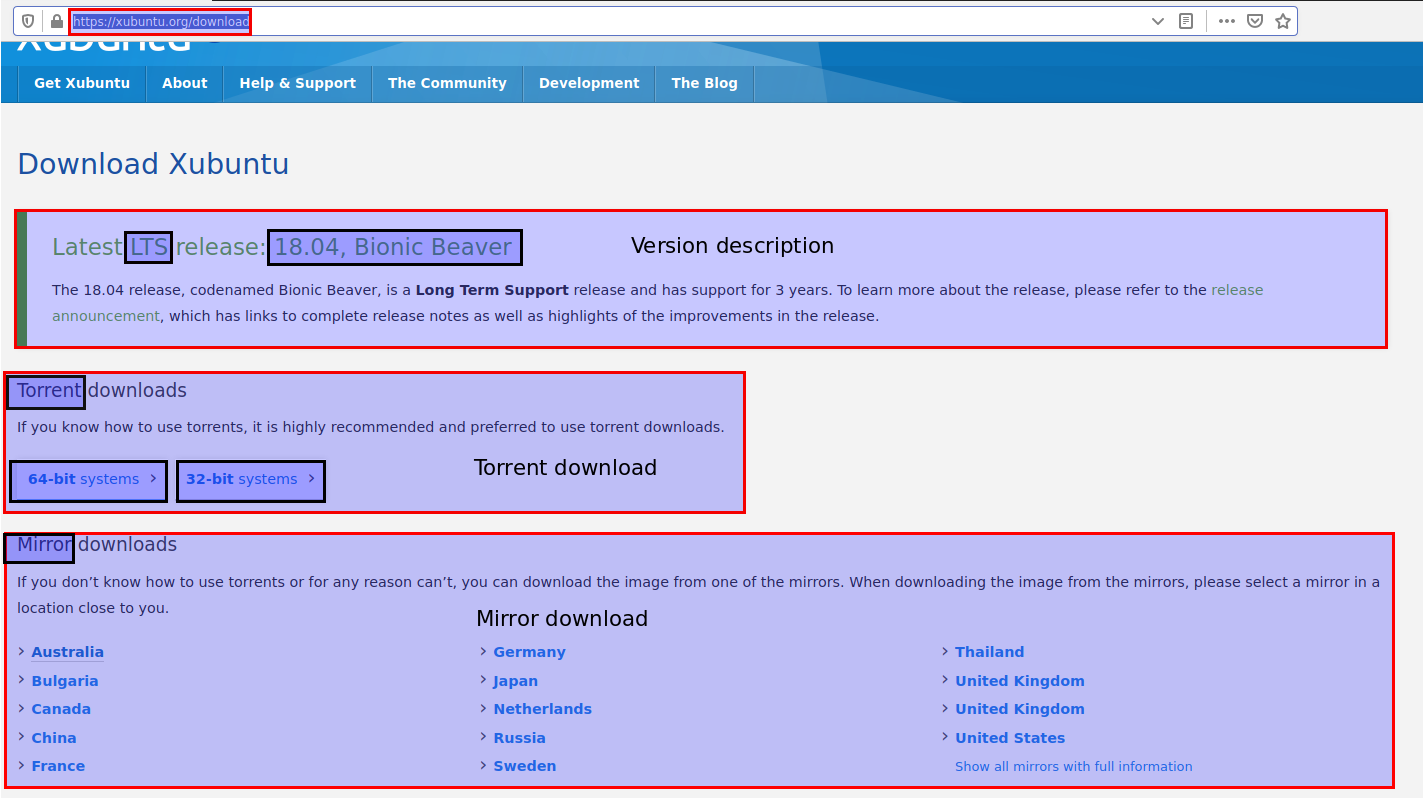 https://xubuntu.org/download
Get Xubuntu About Help & Support The Community Development The Blog
Download Xubuntu
Latest LTS release: 18.04, Bionic Beaver
Version description
The 18.04 release, codenamed Bionic Beaver, is a Long Term Support release and has support for 3 years. To learn more about the release, please refer to the release
announcement, which has links to complete release notes as well as highlights of the improvements in the release.
Torrent downloads
If you know how to use torrents, it is highly recommended and preferred to use torrent downloads.
64-bit systems › 32-bit systems ›
Torrent download
Mirror downloads
If you don’t know how to use torrents or for any reason can’t, you can download the image from one of the mirrors. When downloading the image from the mirrors, please select a mirror in a
location close to you.
Mirror download
› Australia
› Bulgaria
› Canada
› China
› France
› Germany
› Japan
› Netherlands
› Russia
› Sweden
› Thailand
› United Kingdom
› United Kingdom
› United States
Show all mirrors with full information